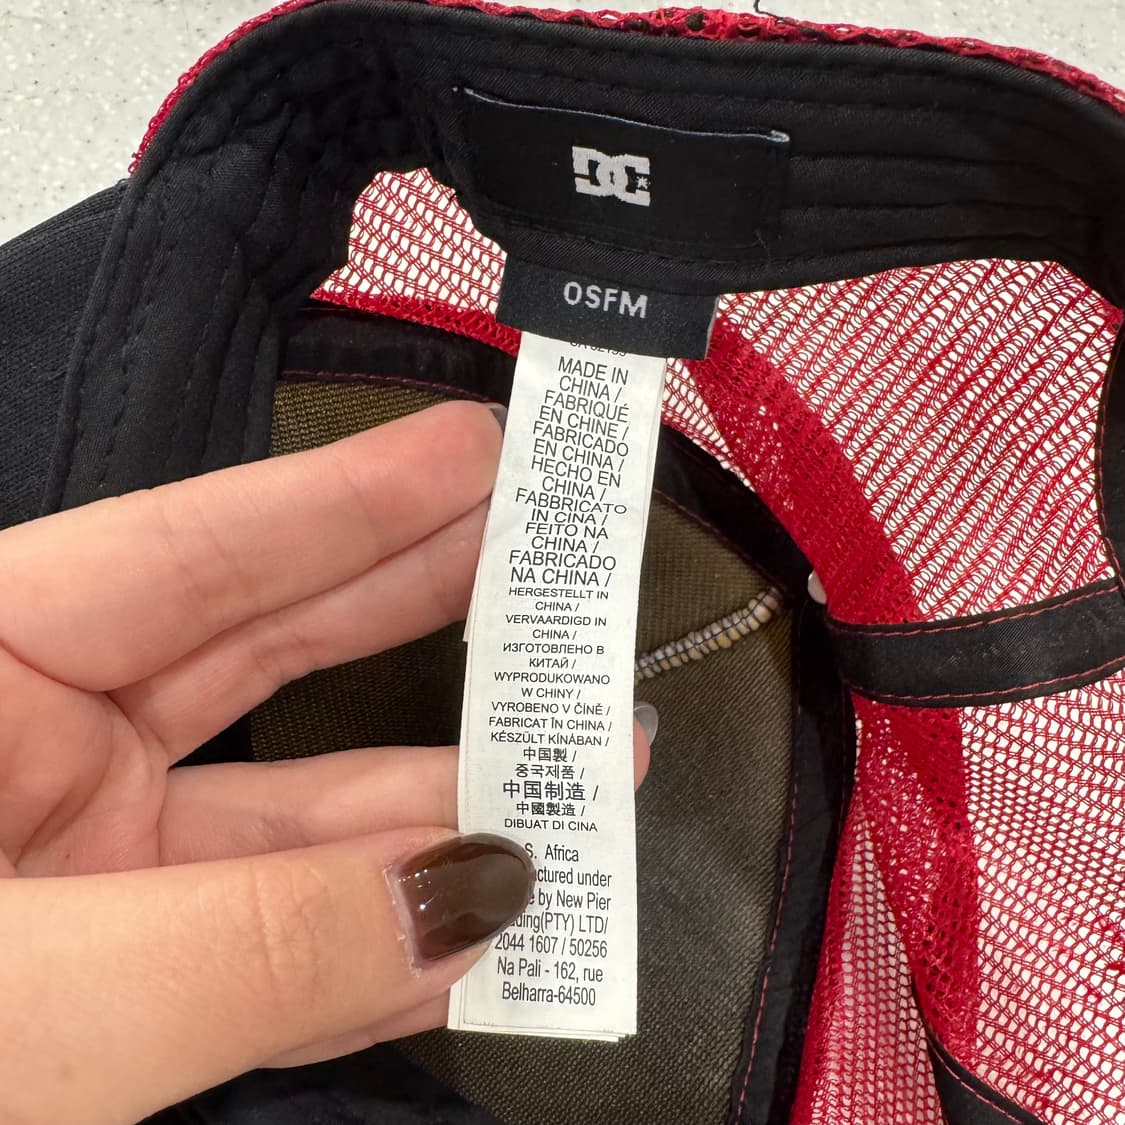 DC
OSFM
MADE IN
CHINA /
FABRIQUÉ
EN CHINE /
FABRICADO
EN CHINA /
HECHO EN
CHINA /
FABBRICATO
IN CINA /
FEITO NA
CHINA /
FABRICADO
NA CHINA /
HERGESTELLT IN
CHINA /
VERVAARDIGD IN
CHINA /
ИЗГОТОВЛЕНО В
КИТАЙ /
WYPRODUKOWANO
W CHINY /
VYROBENO V ČÍNĚ /
FABRICAT ÎN CHINA /
KÉSZÜLT KÍNÁBAN /
中国製 /
중국제품 /
中国制造 /
中國製造 /
DIBUAT DI CINA
S. Africa
under
by New Pier
(PTY) LTD/
2044 1607 / 50256
Na Pali - 162, rue
Belharra-64500